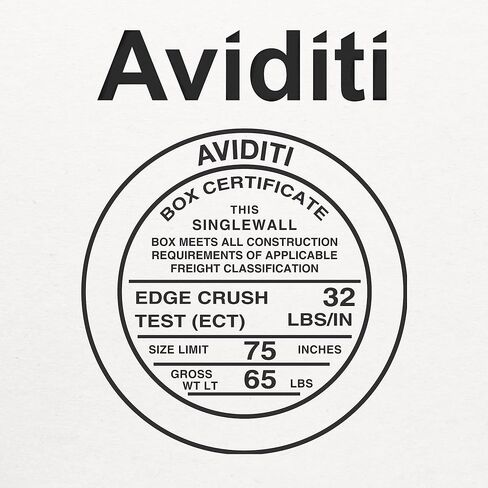 Aviditi
AVIDITI
BOX CERTIFICATE
THIS
SINGLEWALL
BOX MEETS ALL CONSTRUCTION
REQUIREMENTS OF APPLICABLE
FREIGHT CLASSIFICATION
EDGE CRUSH 32
TEST (ECT) LBS/IN
SIZE LIMIT 75 INCHES
GROSS
WT LT 65 LBS